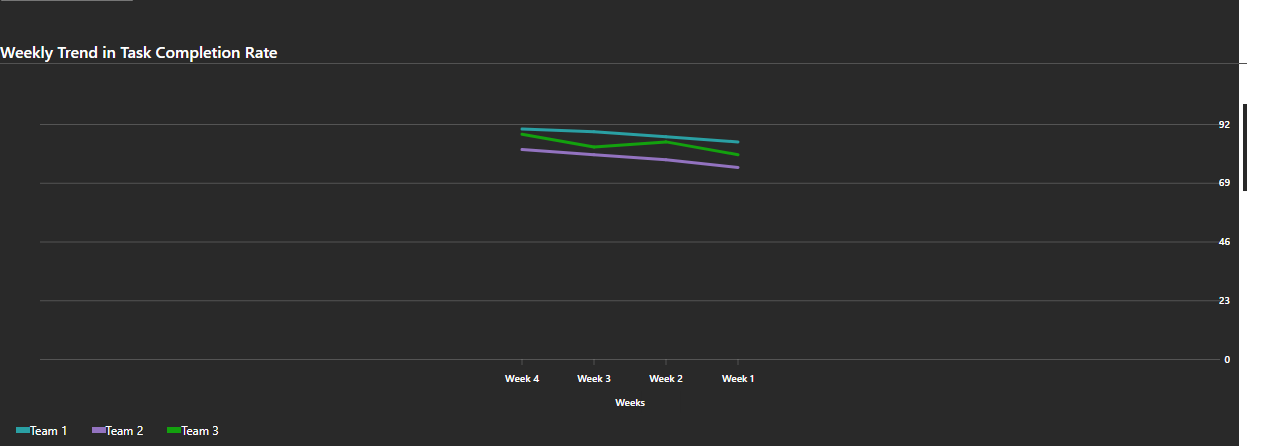 Weekly Trend in Task Completion Rate
92
69
46
23
0
Week 4 Week 3 Week 2 Week 1
Weeks
Team 1 Team 2 Team 3